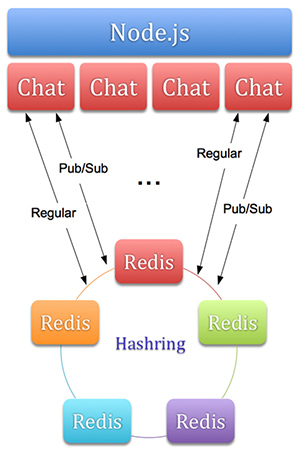 Node.js
Chat Chat Chat Chat
Regular
Pub/Sub
...
Regular
Pub/Sub
Redis
Redis
Redis
Hashring
Redis
Redis